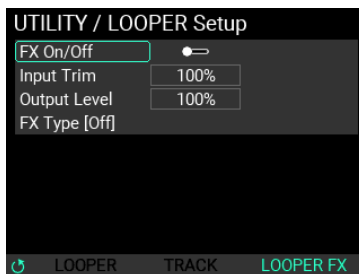 UTILITY / LOOPER Setup
FX On/Off
Input Trim 100%
Output Level 100%
FX Type [Off]
LOOPER TRACK LOOPER FX